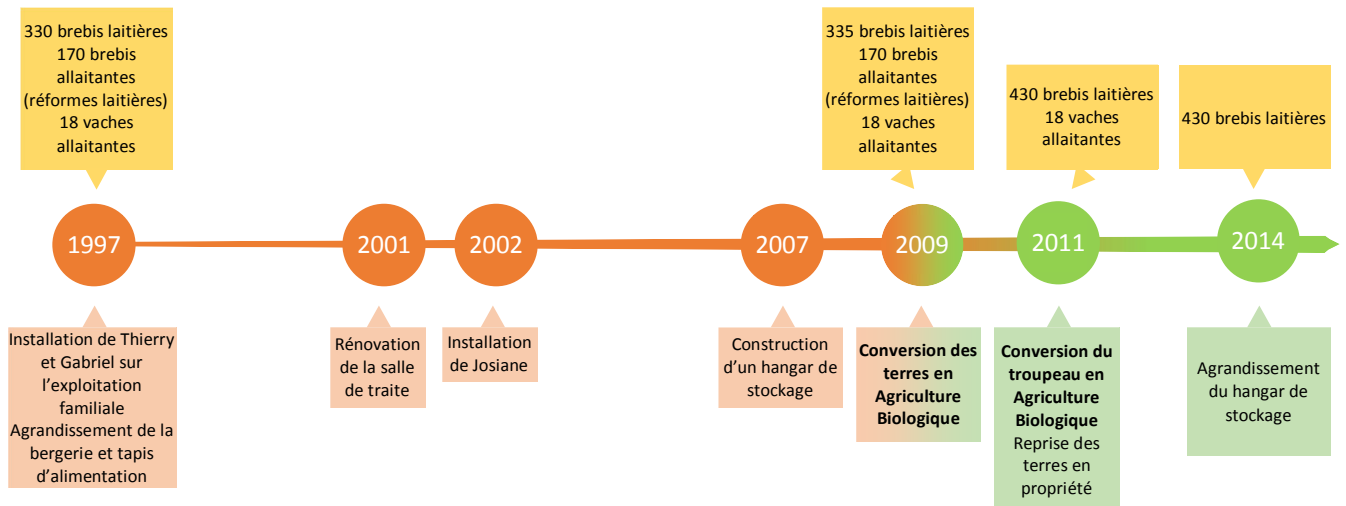 330 brebis laitières
170 brebis
allaitantes
(réformes laitières)
18 vaches
allaitantes
335 brebis laitières
170 brebis
allaitantes
(réformes laitières)
18 vaches
allaitantes
430 brebis laitières
18 vaches
allaitantes
430 brebis laitières
1997
2001
2002
2007
2009
2011
2014
Installation de Thierry
et Gabriel sur
l’exploitation
familiale
Agrandissement de la
bergerie et tapis
d’alimentation
Rénovation
de la salle
de traite
Installation
de Josiane
Construction
d’un hangar de
stockage
Conversion des
terres en
Agriculture
Biologique
Conversion du
troupeau en
Agriculture
Biologique
Reprise des
terres en
propriété
Agrandissement
du hangar de
stockage